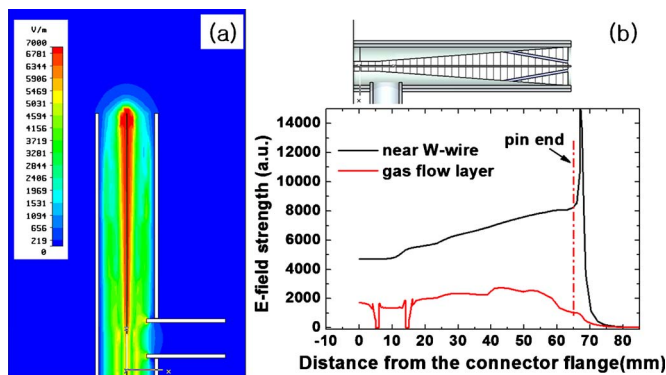 V/m
(a)
7000
6781
6344
5906
5469
5031
4594
4156
3719
3281
2844
2406
1969
1531
1094
656
219
0
x
(b)
x
14000
12000
10000
8000
6000
4000
2000
0
E-field strength (a.u.)
near W-wire
gas flow layer
pin end
-10 0 10 20 30 40 50 60 70 80
Distance from the connector flange(mm)